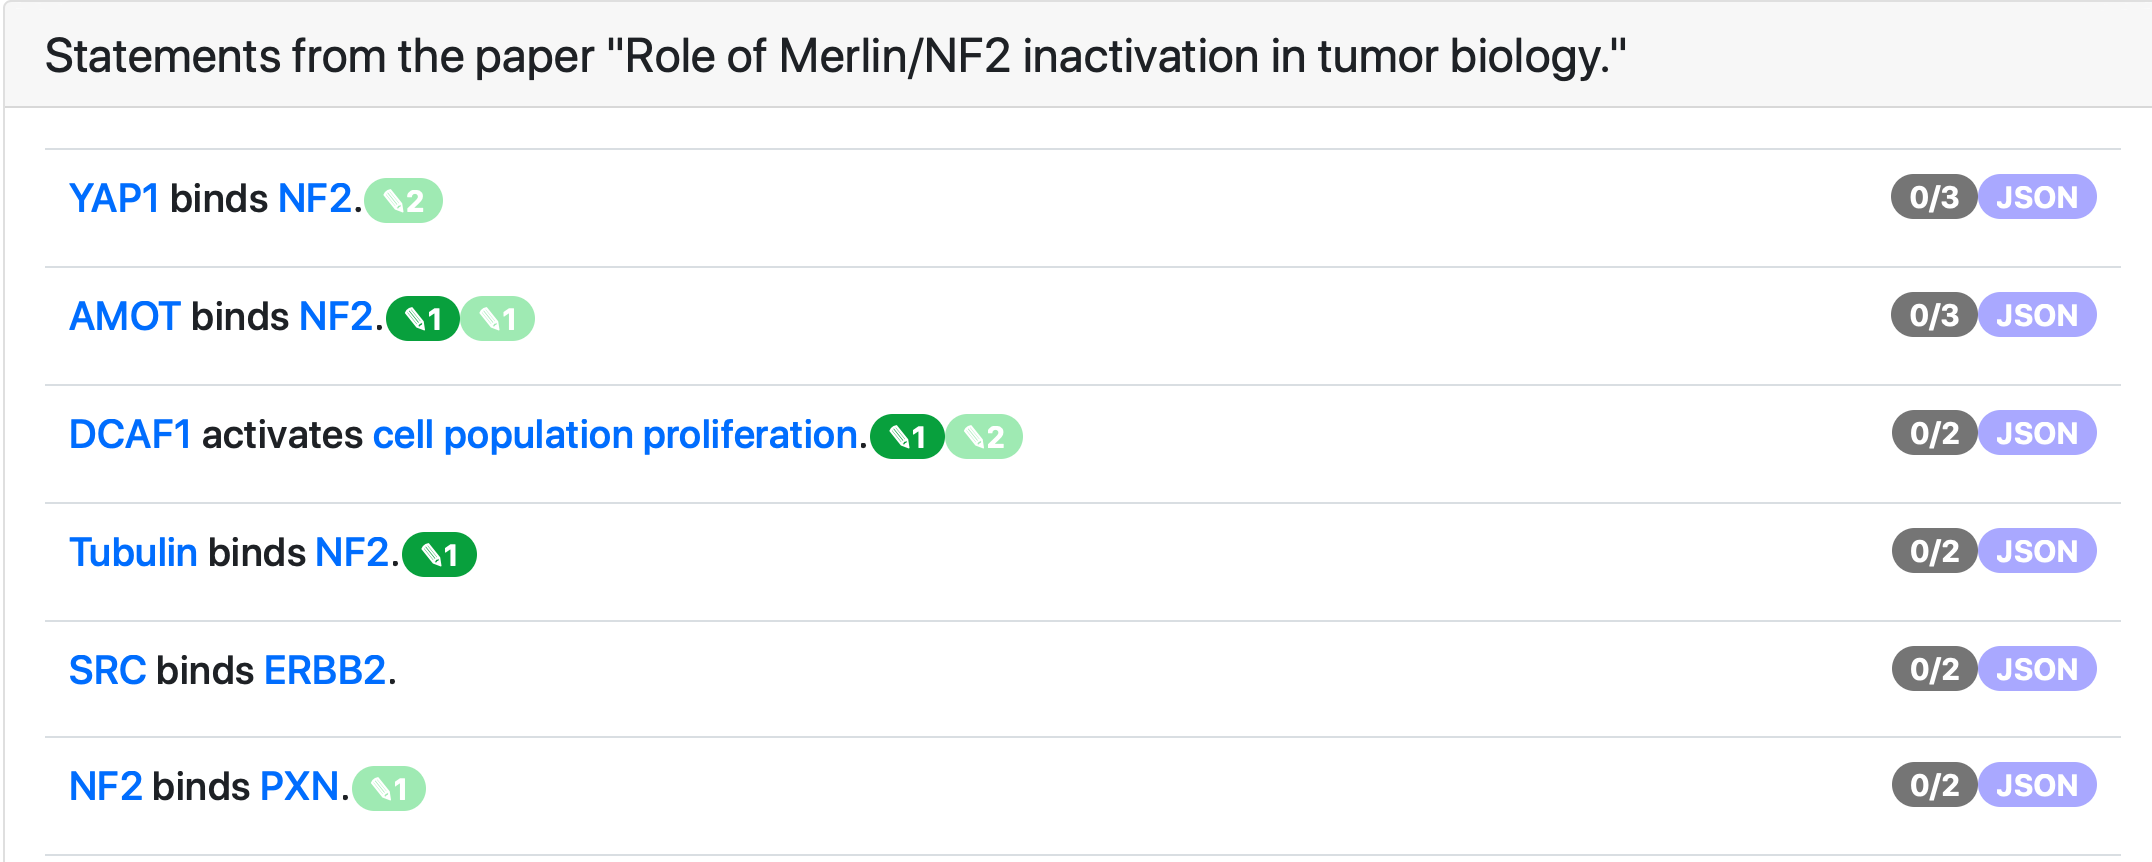 Statements from the paper "Role of Merlin/NF2 inactivation in tumor biology."
YAP1 binds NF2. ✎2 0/3 JSON
AMOT binds NF2. ✎1 ✎1 0/3 JSON
DCAF1 activates cell population proliferation. ✎1 ✎2 0/2 JSON
Tubulin binds NF2. ✎1 0/2 JSON
SRC binds ERBB2. 0/2 JSON
NF2 binds PXN. ✎1 0/2 JSON